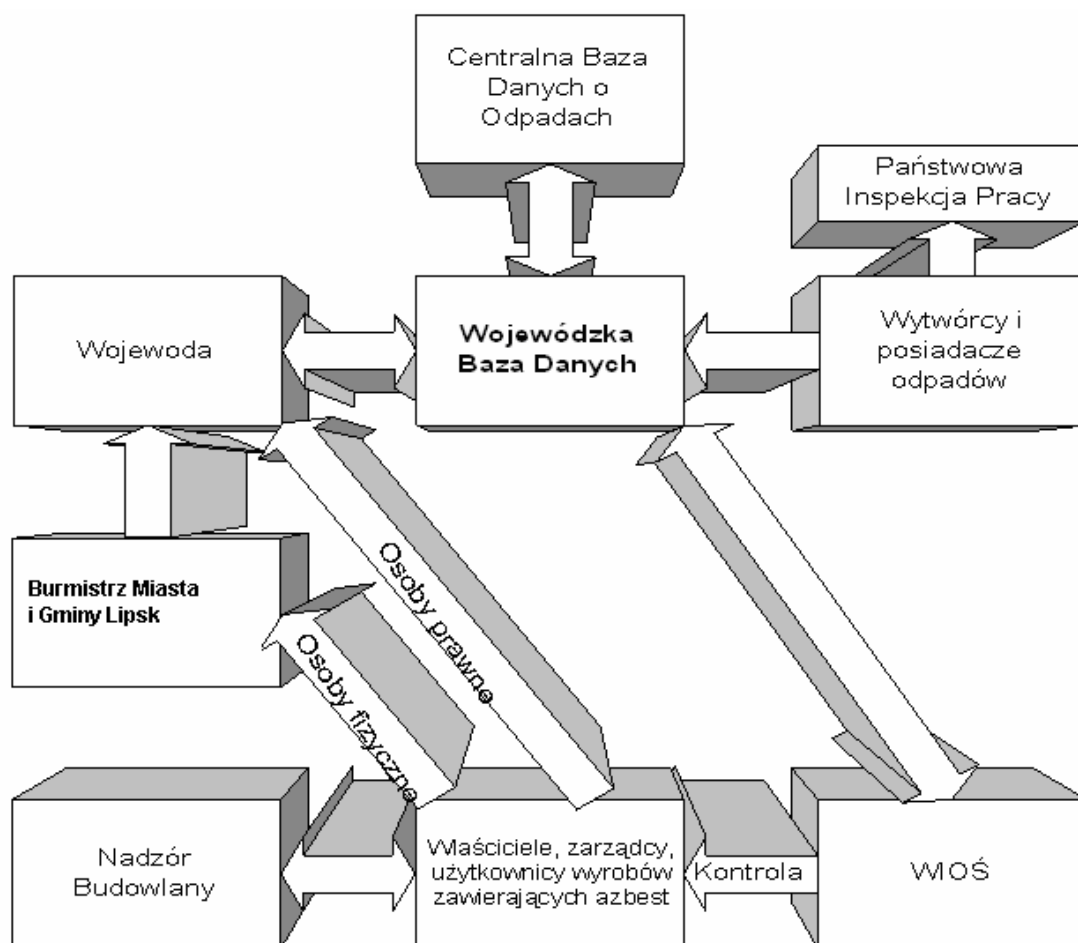 Centralna Baza
Danych o
Odpadach
Państwowa
Inspekcja Pracy
Wojewoda
Wojewódzka
Baza Danych
Wytwórcy i
posiadacze
odpadów
Burmistrz Miasta
i Gminy Lipsk
Osoby prawne
Osoby fizyczne
Nadzór
Budowlany
Właściciele, zarządcy,
użytkownicy wyrobów
zawierających azbest
Kontrola
WIOŚ